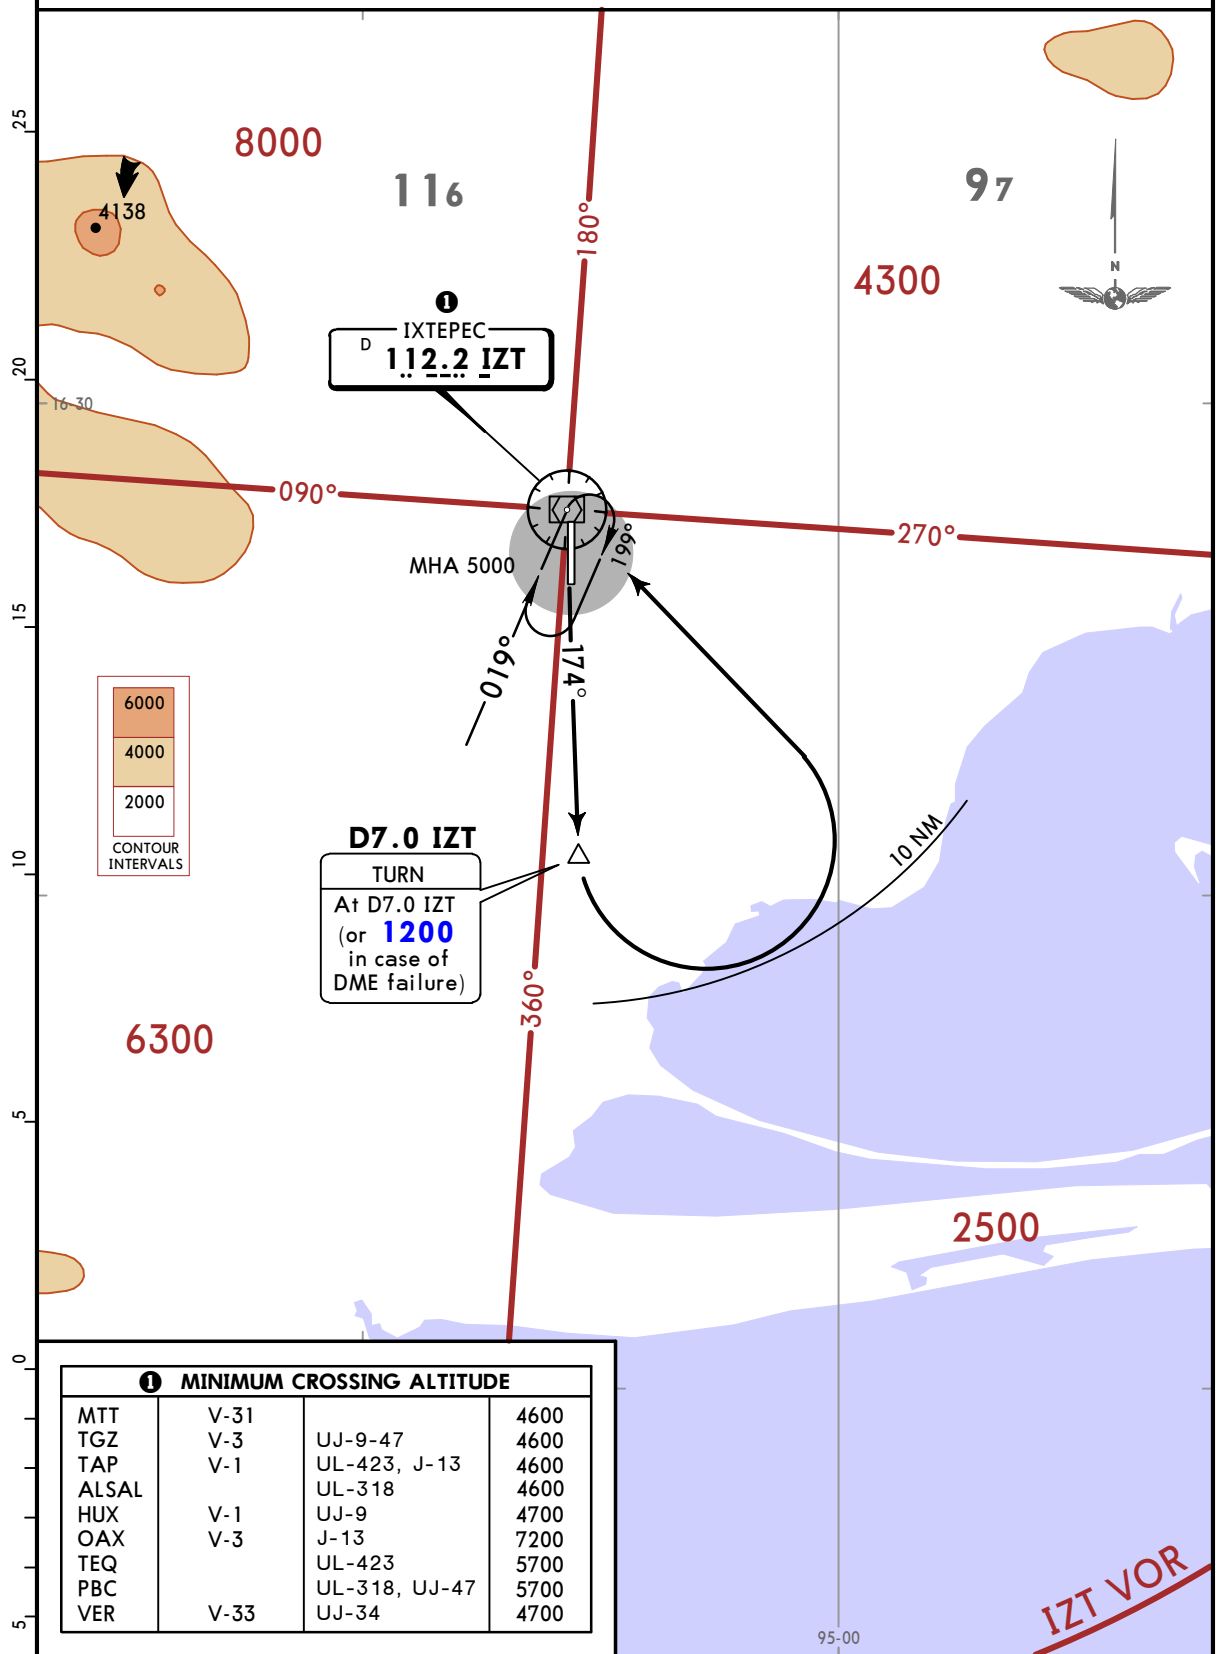 25
8000
116
97
4138
180°
4300
N
1
IXTEPEC
D 112.2 IZT
20
16-30
090°
270°
199°
MHA 5000
15
019°
174°
6000
4000
2000
CONTOUR
INTERVALS
10 NM
D7.0 IZT
10
TURN
At D7.0 IZT
(or 1200
in case of
DME failure)
360°
6300
5
2500
0
1 MINIMUM CROSSING ALTITUDE
MTT V-31 4600
TGZ V-3 UJ-9-47 4600
TAP V-1 UL-423, J-13 4600
ALSAL UL-318 4600
HUX V-1 UJ-9 4700
OAX V-3 J-13 7200
TEQ UL-423 5700
PBC UL-318, UJ-47 5700
VER V-33 UJ-34 4700
5
95-00
IZT VOR